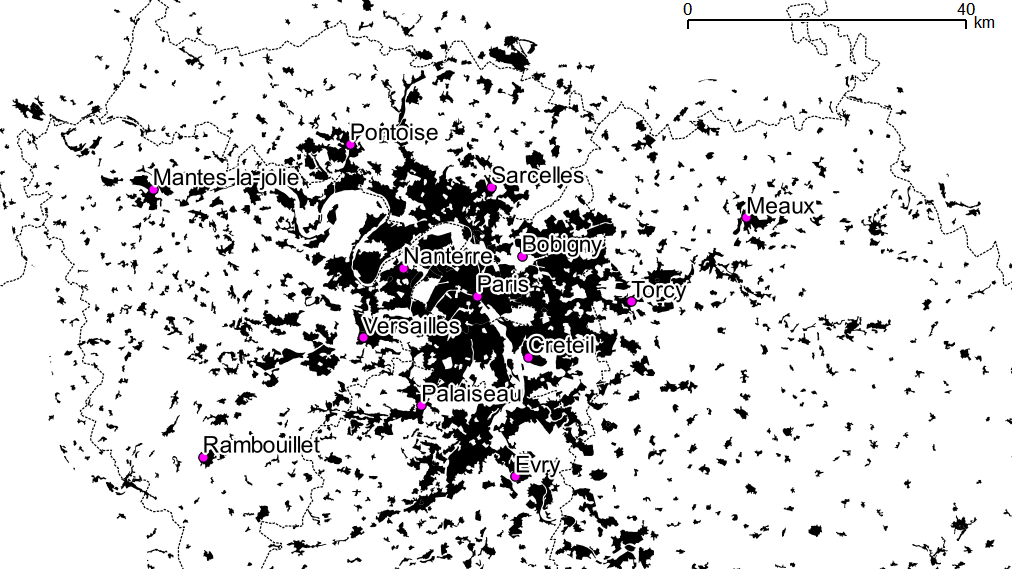 0 40
km
Pontoise
Mantes-la-jolie
Sarcelles
Meaux
Bobigny
Nanterre
Paris
Torcy
Versailles
Creteil
Palaiseau
Rambouillet
Evry